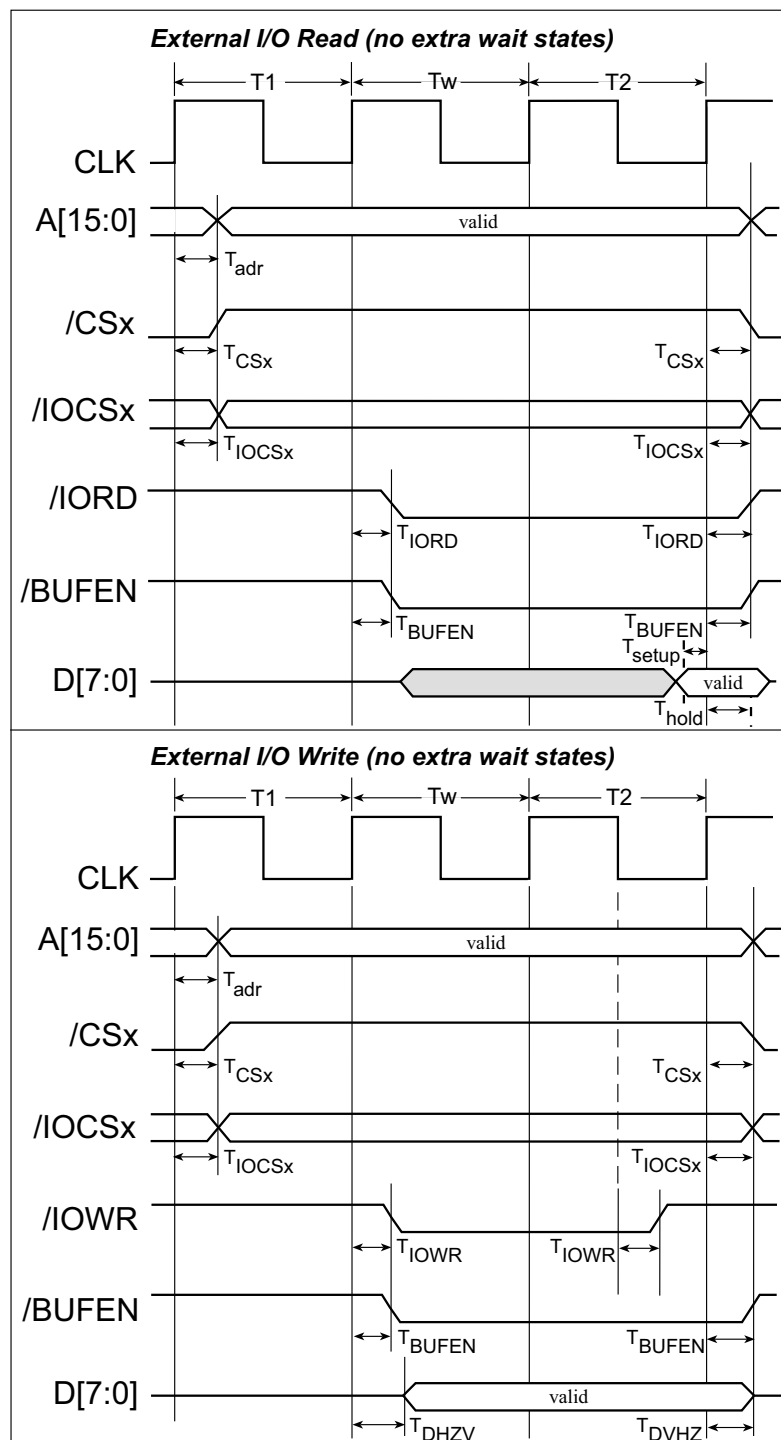 External I/O Read (no extra wait states)
T1 Tw T2
CLK
A[15:0] valid
Tadr
/CSx
TCSx TCSx
/IOCSx
TIOCSx TIOCSx
/IORD
TIORD TIORD
/BUFEN
TBUFEN TBUFEN
Tsetup
D[7:0] valid
Thold
External I/O Write (no extra wait states)
T1 Tw T2
CLK
A[15:0] valid
Tadr
/CSx
TCSx TCSx
/IOCSx
TIOCSx TIOCSx
/IOWR
TIOWR TIOWR
/BUFEN
TBUFEN TBUFEN
D[7:0] valid
TDHZV TDVHZ